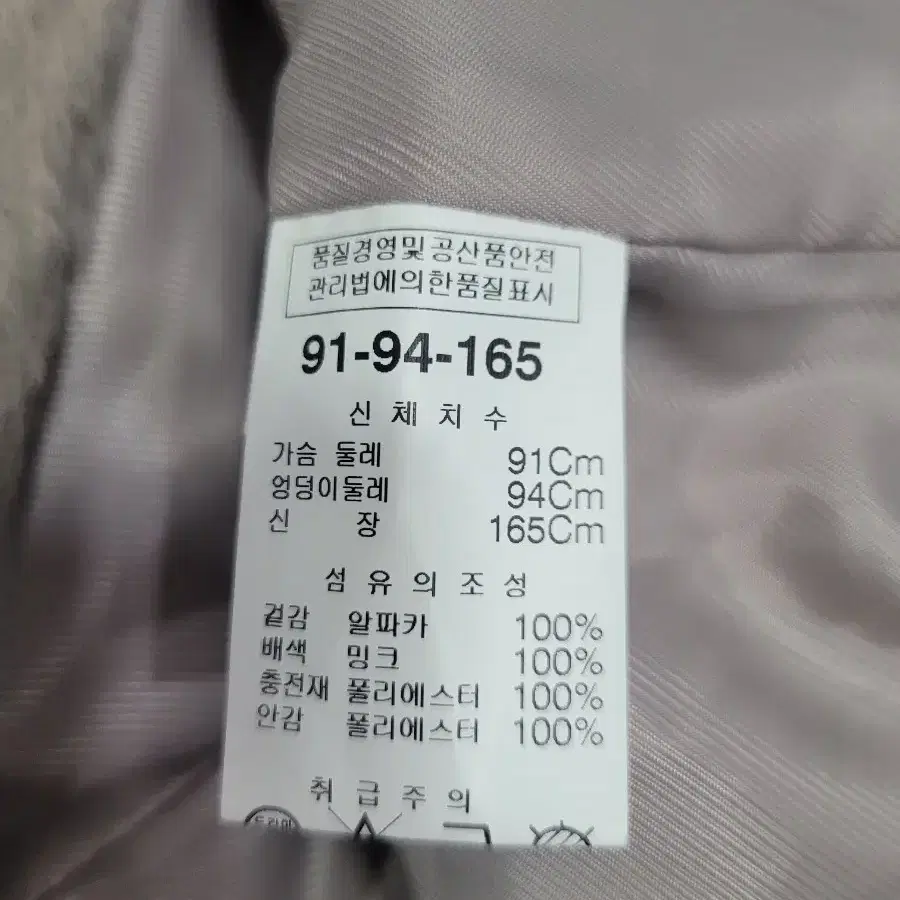 품질경영및공산품안전
관리법에의한품질표시
91-94-165
신 체 치 수
가슴 둘레 91Cm
엉덩이둘레 94Cm
신 장 165Cm
섬 유 의 조 성
겉감 알파카 100%
배색 밍크 100%
충전재 폴리에스터 100%
안감 폴리에스터 100%
취 급 주 의